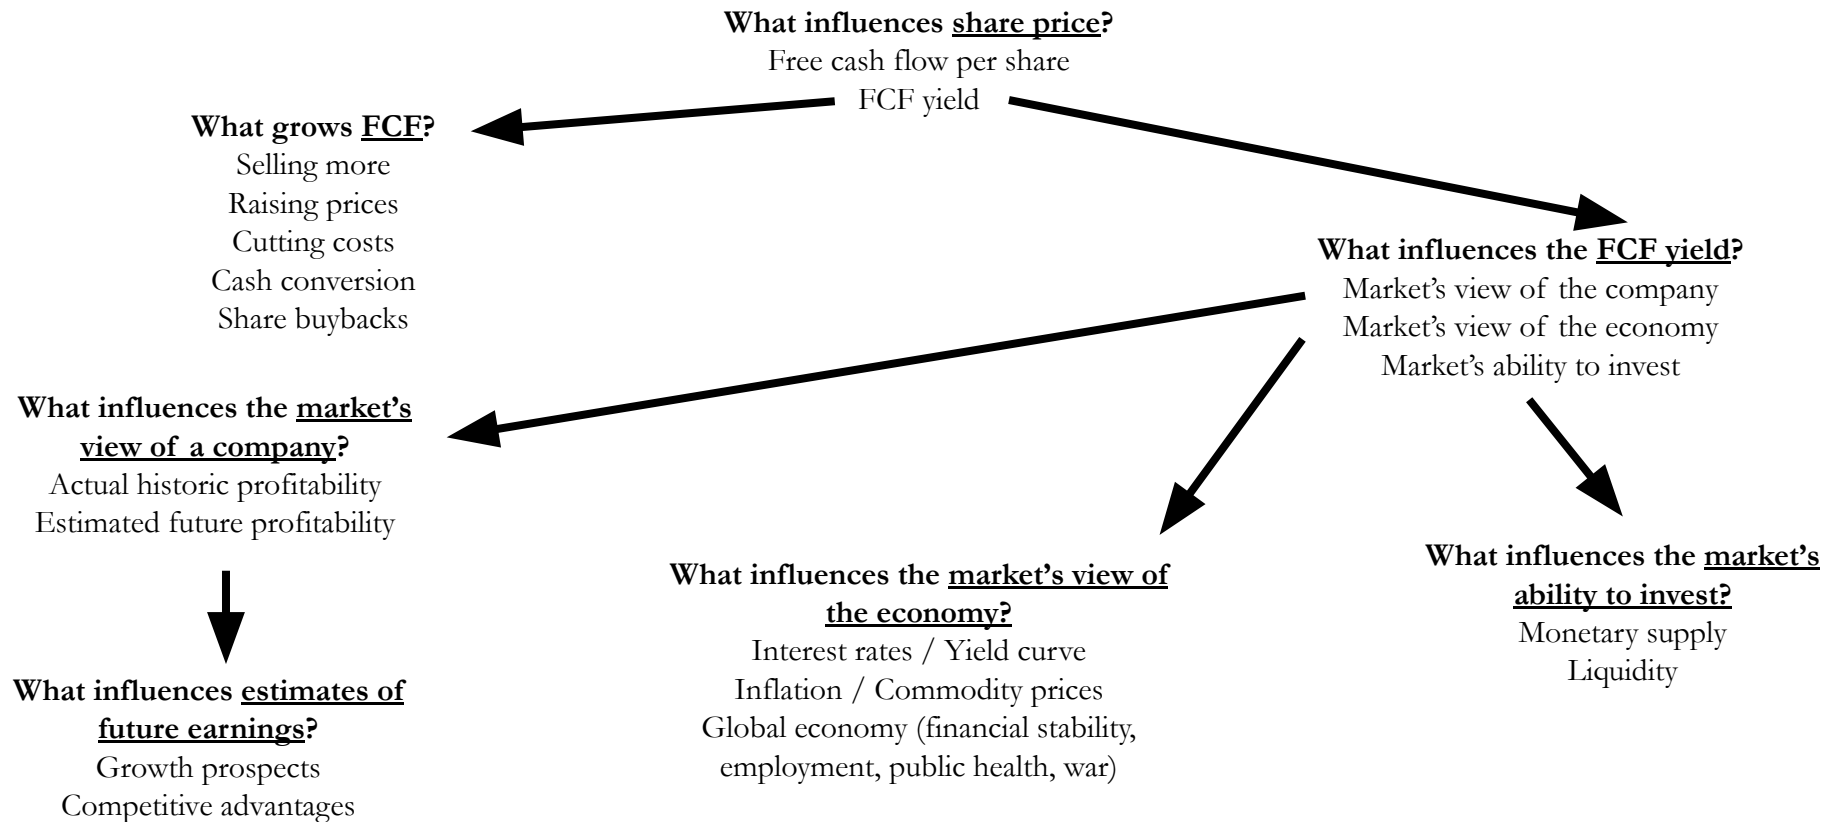 What influences share price?
Free cash flow per share
FCF yield
What grows FCF?
Selling more
Raising prices
Cutting costs
Cash conversion
Share buybacks
What influences the FCF yield?
Market’s view of the company
Market’s view of the economy
Market’s ability to invest
What influences the market’s
view of a company?
Actual historic profitability
Estimated future profitability
What influences estimates of
future earnings?
Growth prospects
Competitive advantages
What influences the market’s view of
the economy?
Interest rates / Yield curve
Inflation / Commodity prices
Global economy (financial stability,
employment, public health, war)
What influences the market’s
ability to invest?
Monetary supply
Liquidity